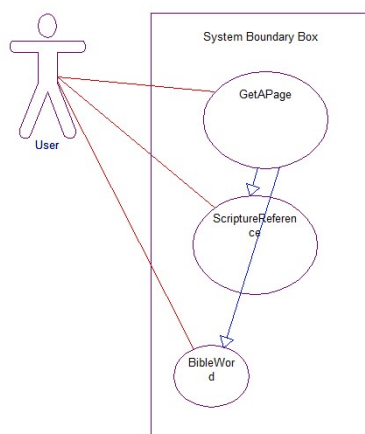 System Boundary Box
GetAPage
User
ScriptureReferen
ce
BibleWor
d